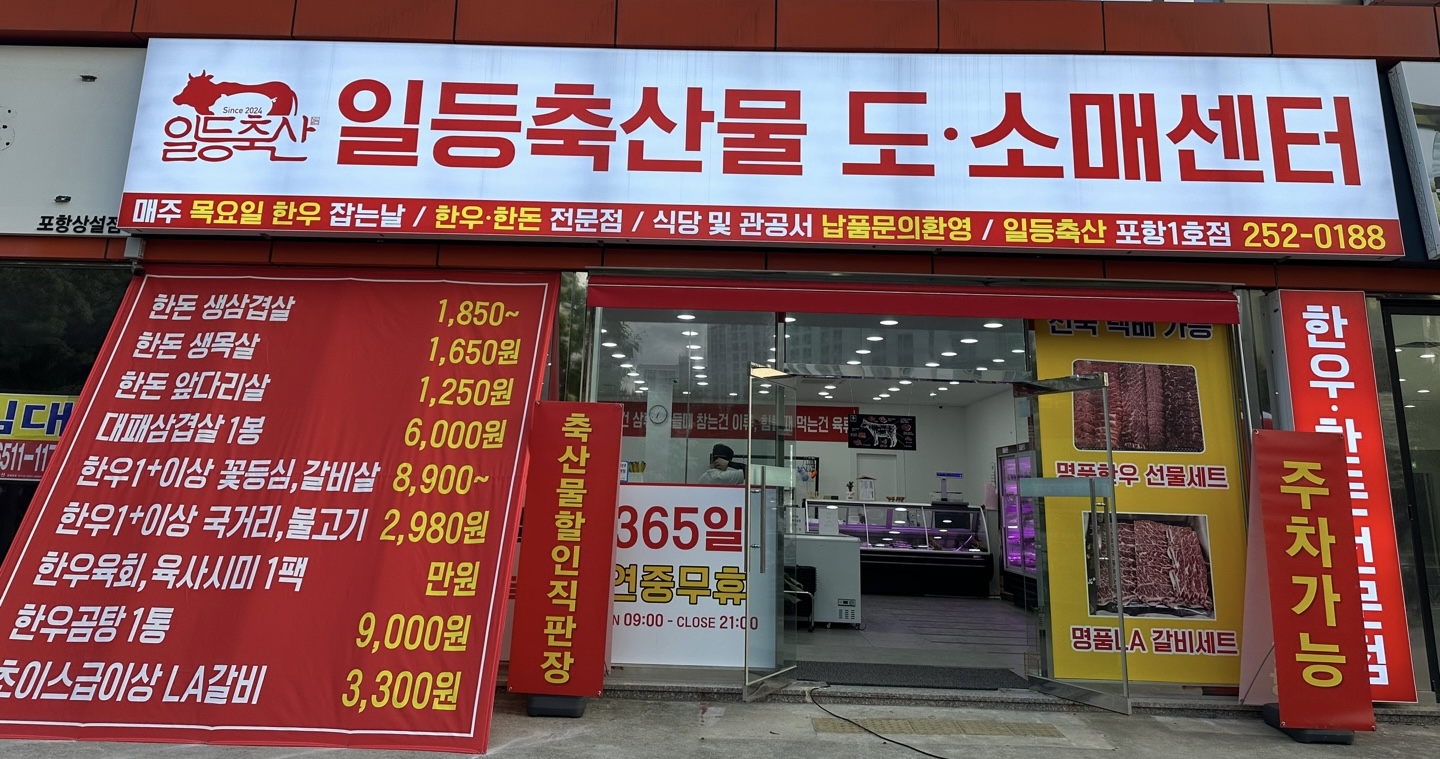 Since 2024
일등축산
일등축산물 도·소매센터
매주 목요일 한우 잡는날 / 한우·한돈 전문점 / 식당 및 관공서 납품문의환영 / 일등축산 포항1호점 252-0188
포항상설점
한돈 생삼겹살 1,850~
한돈 생목살 1,650원
한돈 앞다리살 1,250원
대패삼겹살 1봉 6,000원
한우1+이상 꽃등심,갈비살 8,900~
한우1+이상 국거리,불고기 2,980원
한우육회,육사시미 1팩 만원
한우곰탕 1통 9,000원
초이스급이상 LA갈비 3,300원
축산물할인직판장
365일
연중무휴
09:00 - CLOSE 21:00
전국 택배 가능
명품한우 선물세트
명품LA 갈비세트
한우·한돈전문점
주차가능